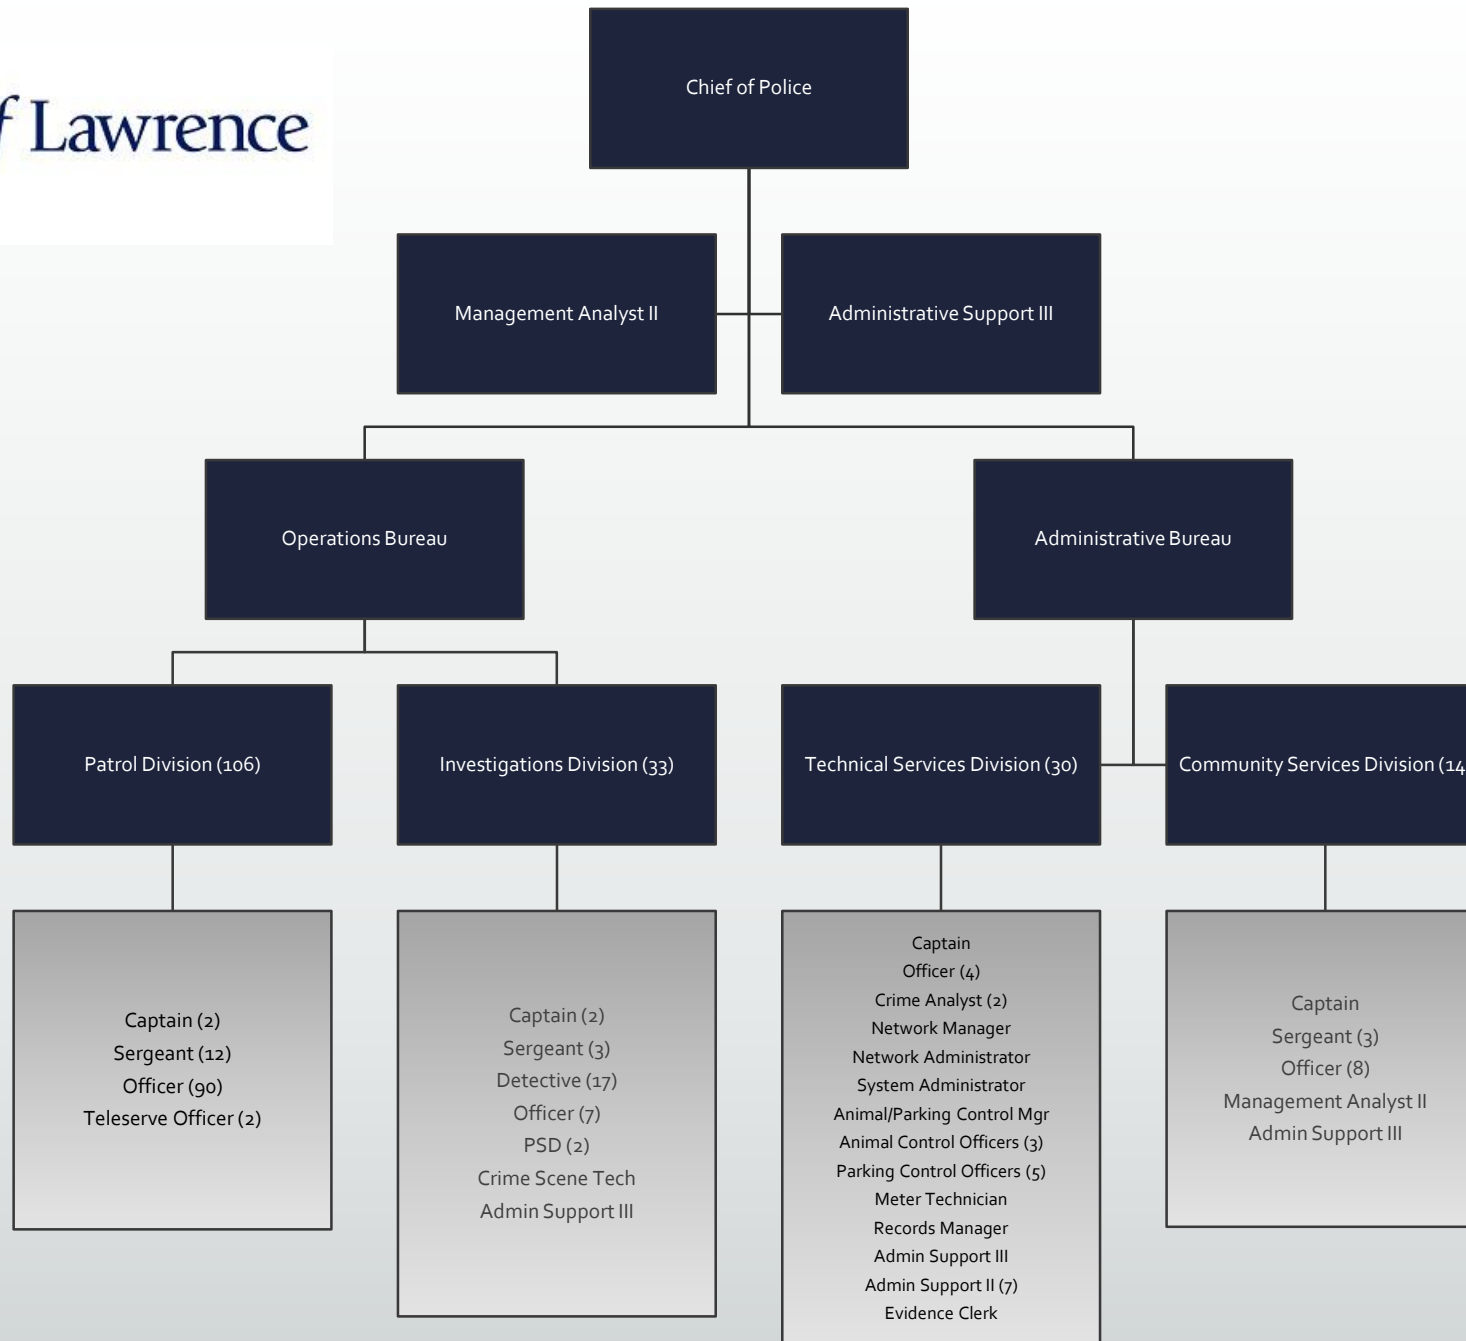 f Lawrence
Chief of Police
Management Analyst II
Administrative Support III
Operations Bureau
Administrative Bureau
Patrol Division (106)
Investigations Division (33)
Technical Services Division (30)
Community Services Division (14
Captain (2)
Sergeant (12)
Officer (90)
Teleserve Officer (2)
Captain (2)
Sergeant (3)
Detective (17)
Officer (7)
PSD (2)
Crime Scene Tech
Admin Support III
Captain
Officer (4)
Crime Analyst (2)
Network Manager
Network Administrator
System Administrator
Animal/Parking Control Mgr
Animal Control Officers (3)
Parking Control Officers (5)
Meter Technician
Records Manager
Admin Support III
Admin Support II (7)
Evidence Clerk
Captain
Sergeant (3)
Officer (8)
Management Analyst II
Admin Support III